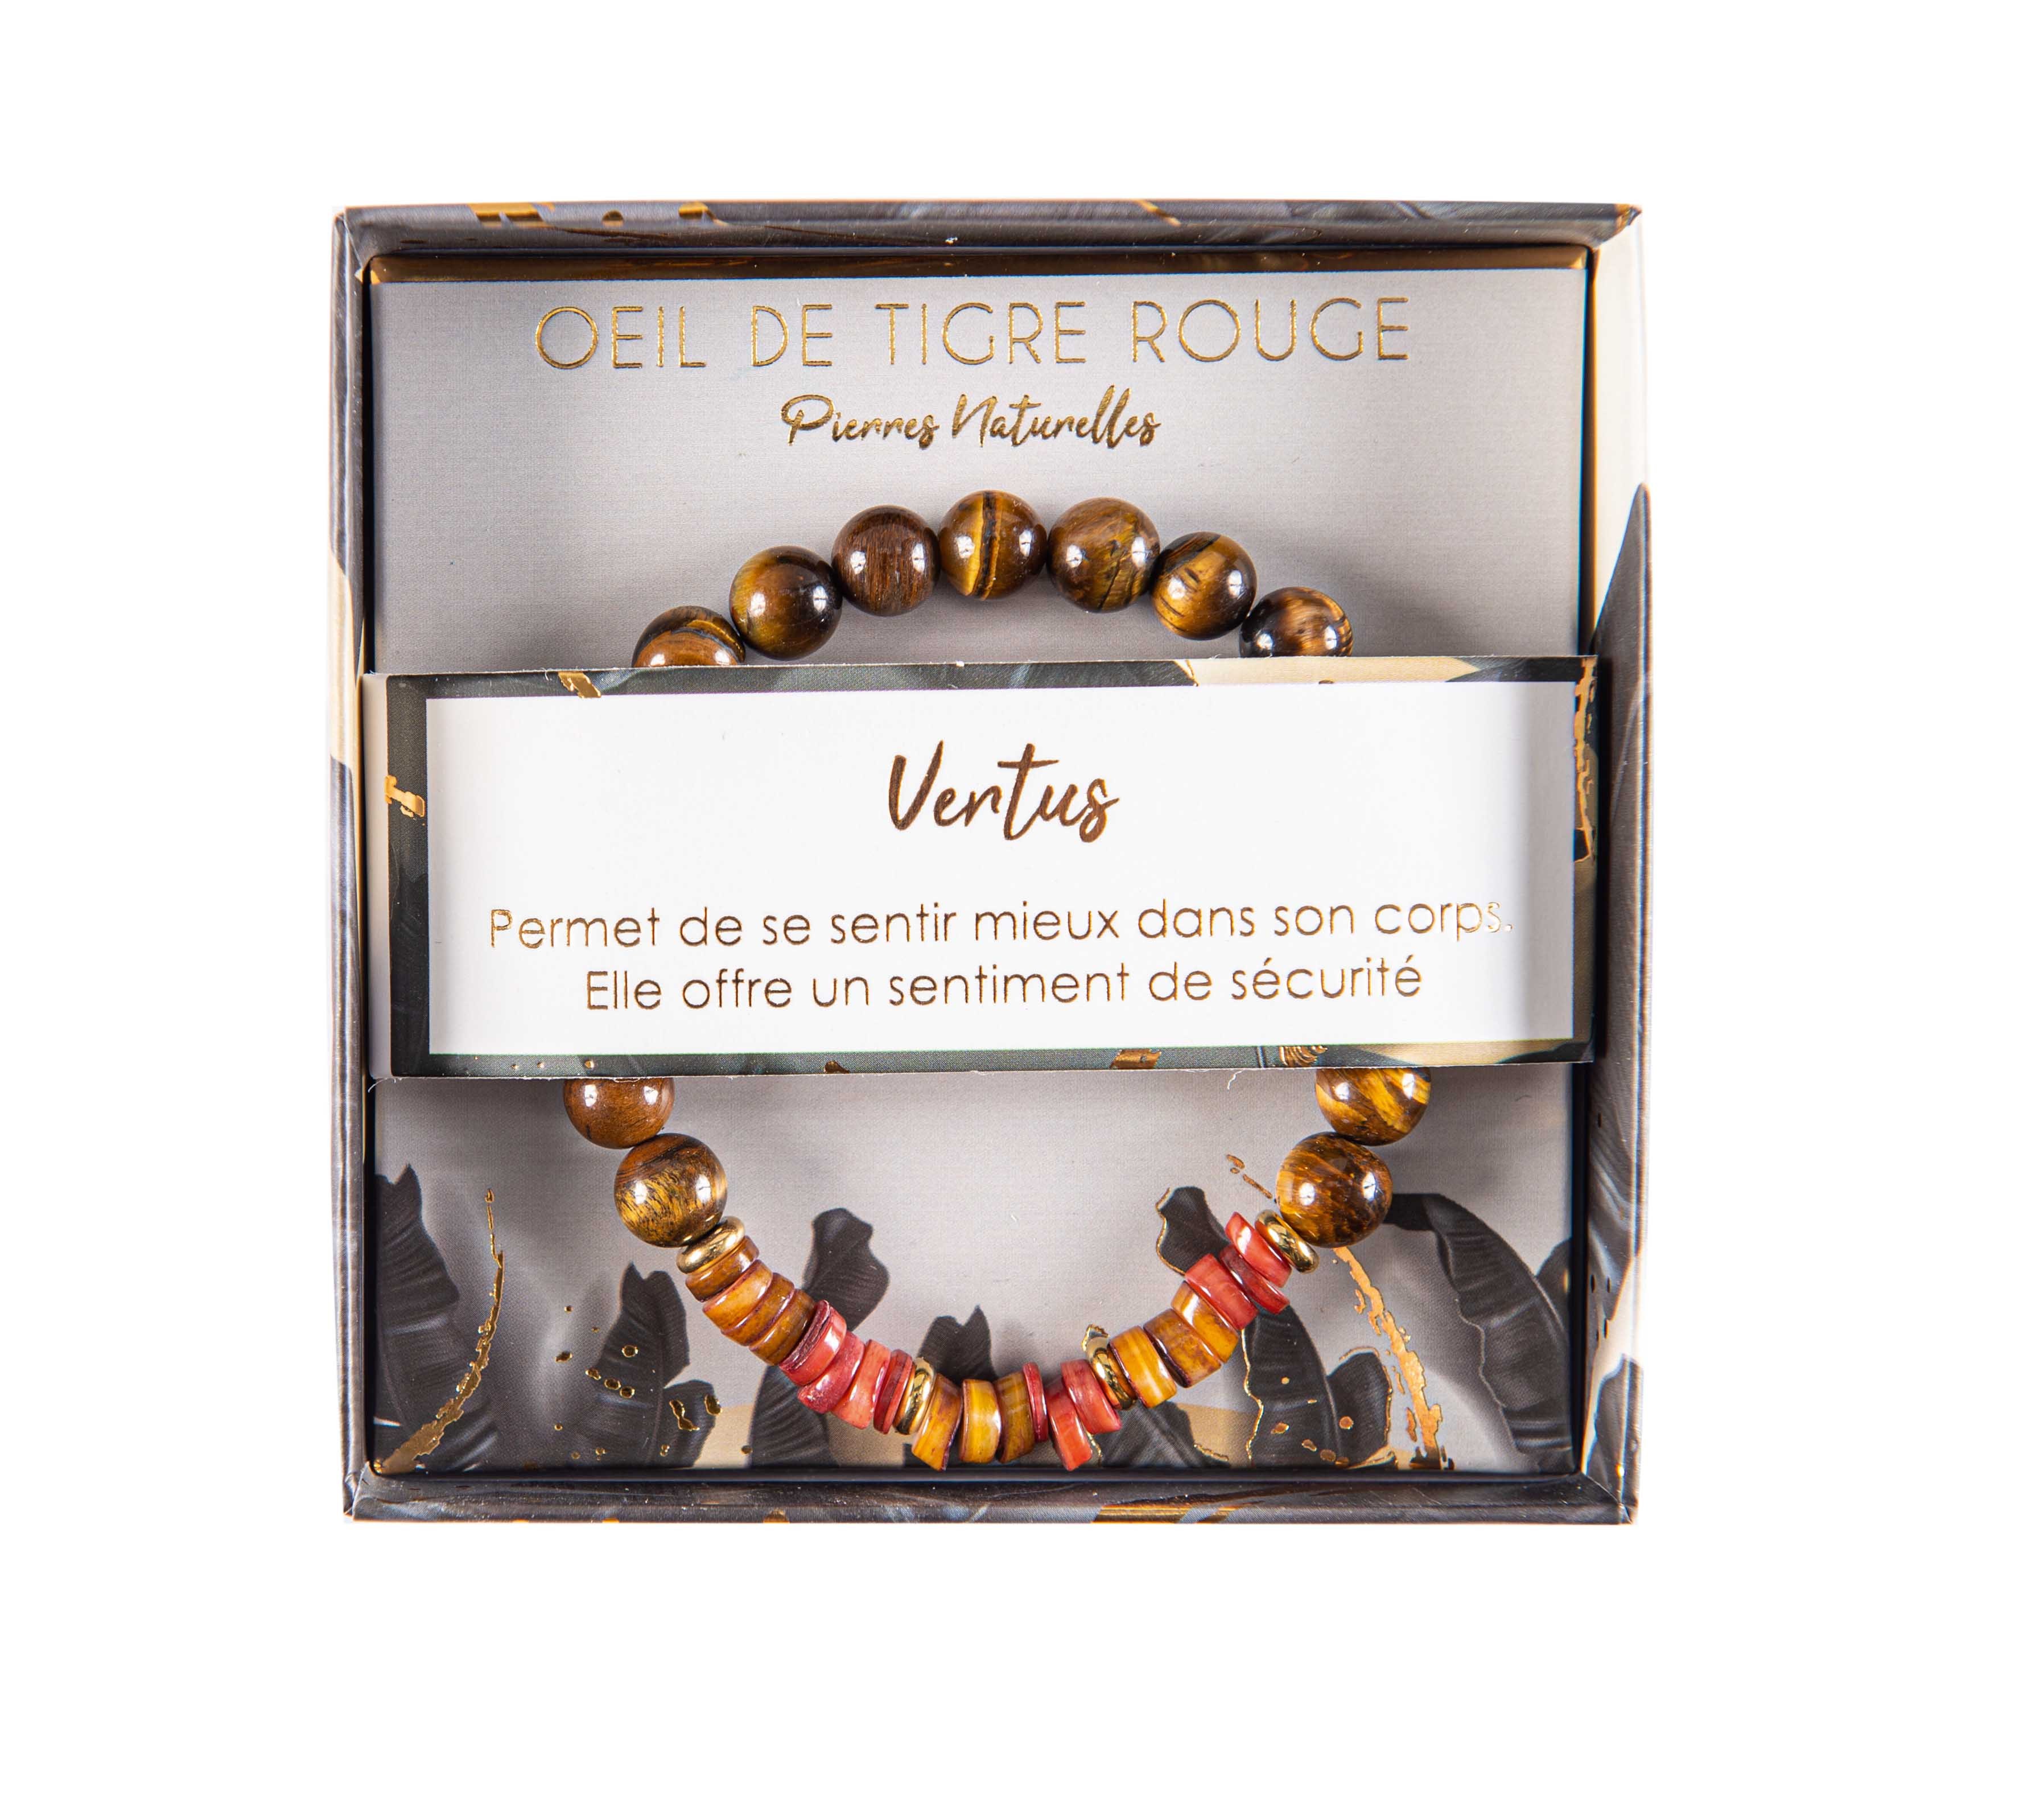 OEIL DE TIGRE ROUGE
Pierres Naturelles
Vertus
Permet de se sentir mieux dans son corps.
Elle offre un sentiment de sécurité